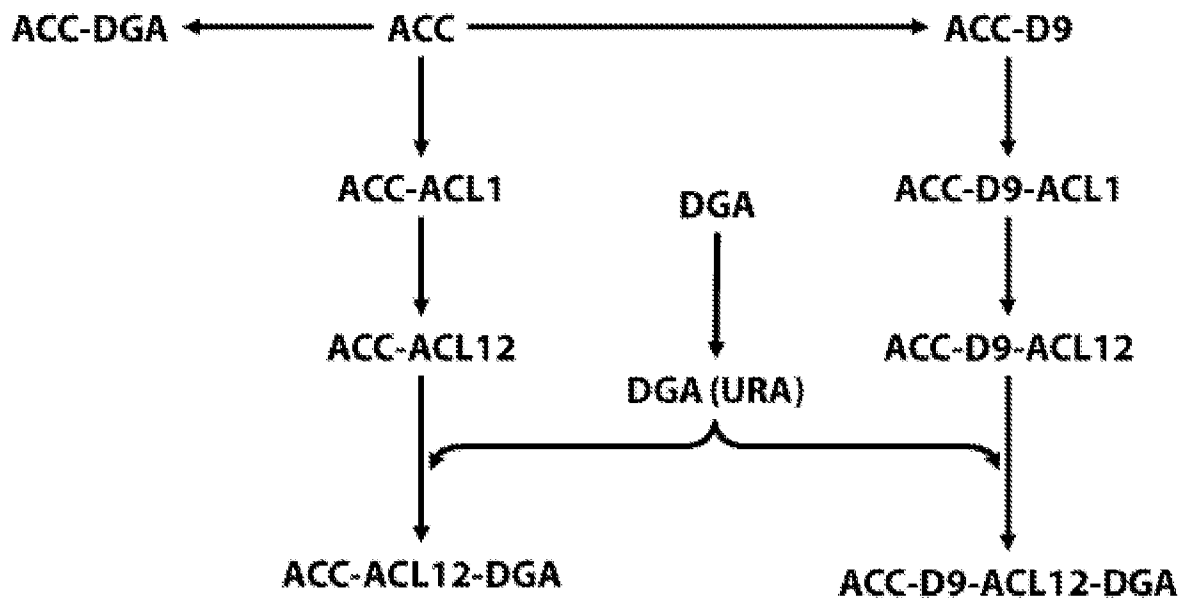 ACC-DGA ACC ACC-D9
ACC-ACL1 DGA ACC-D9-ACL1
ACC-ACL12 ACC-D9-ACL12
DGA (URA)
ACC-ACL12-DGA ACC-D9-ACL12-DGA